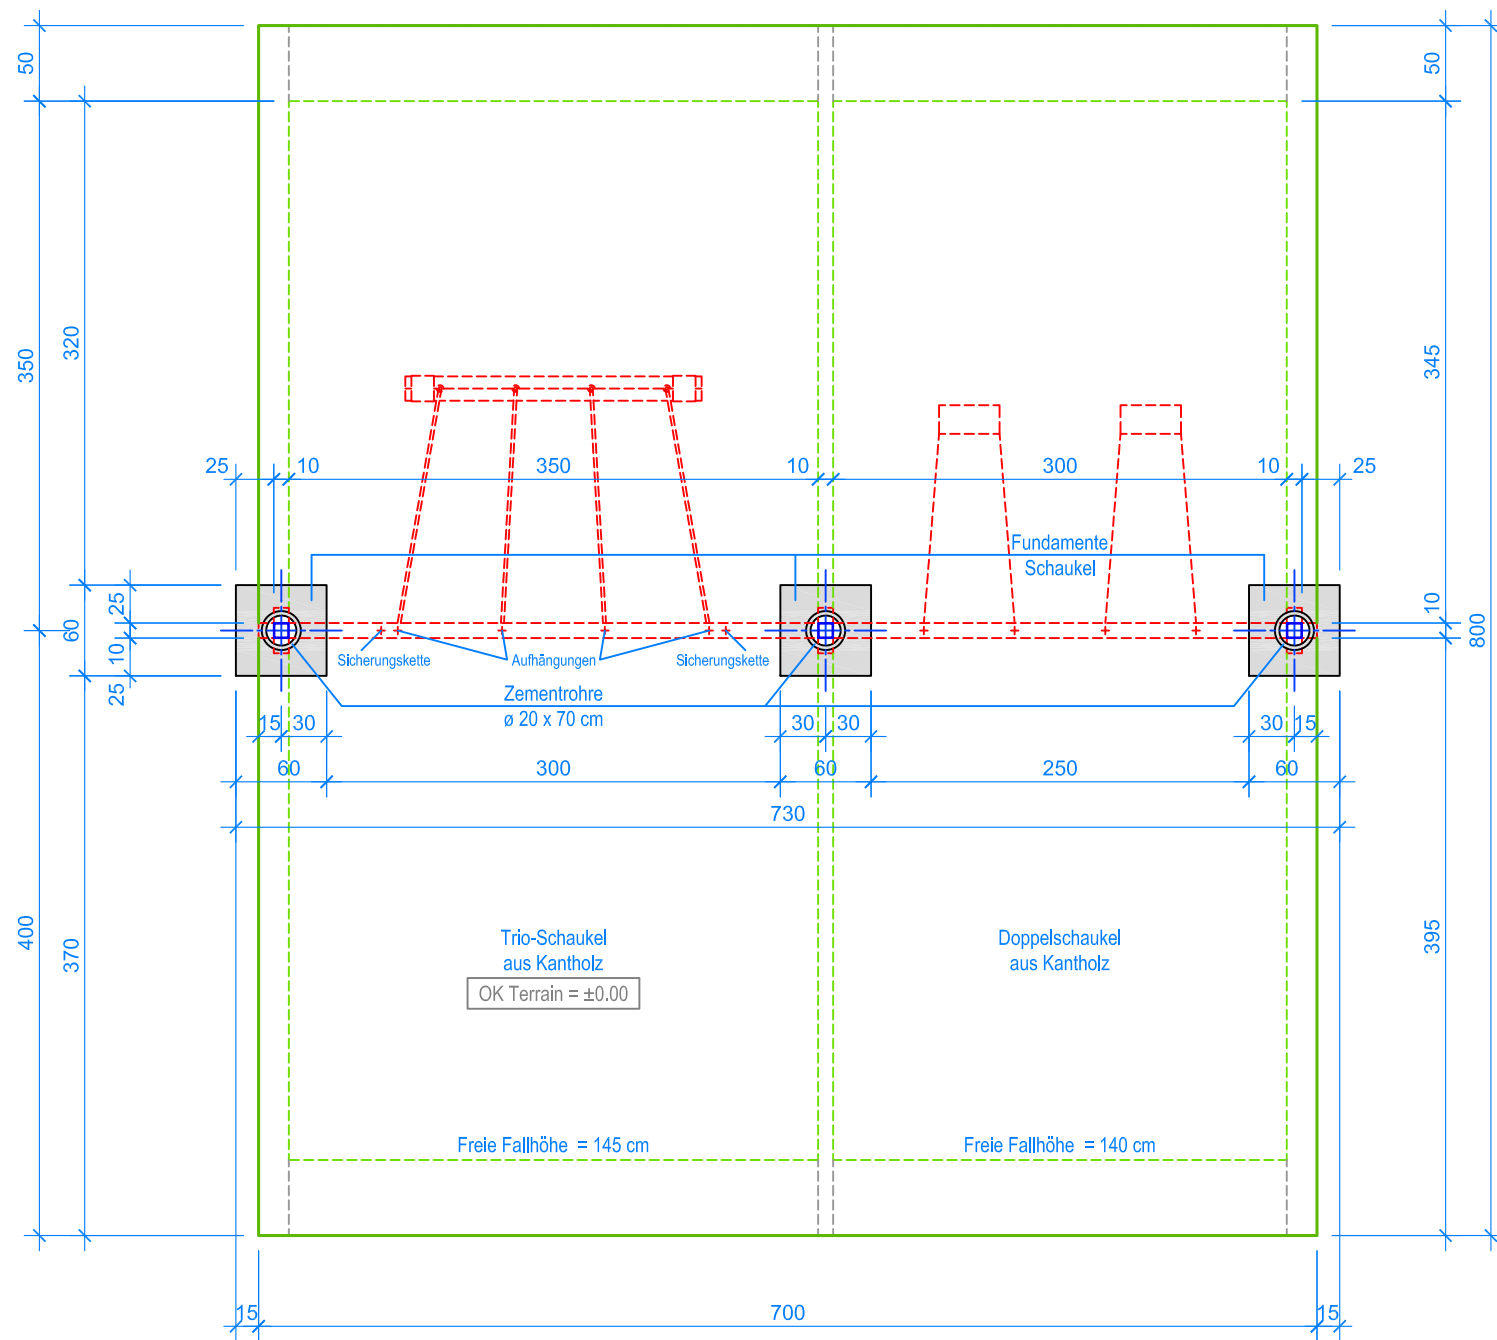 50
50
320
350
345
25
10
350
10
300
10
25
Fundamente
Schaukel
25
60
10
25
10
800
Sicherungskette
Aufhängungen
Sicherungskette
Zementrohre
ø 20 x 70 cm
15
30
30
30
30
15
60
300
60
250
60
730
400
370
395
Trio-Schaukel
aus Kantholz
OK Terrain = ±0.00
Doppelschaukel
aus Kantholz
Freie Fallhöhe = 145 cm
Freie Fallhöhe = 140 cm
15
700
15